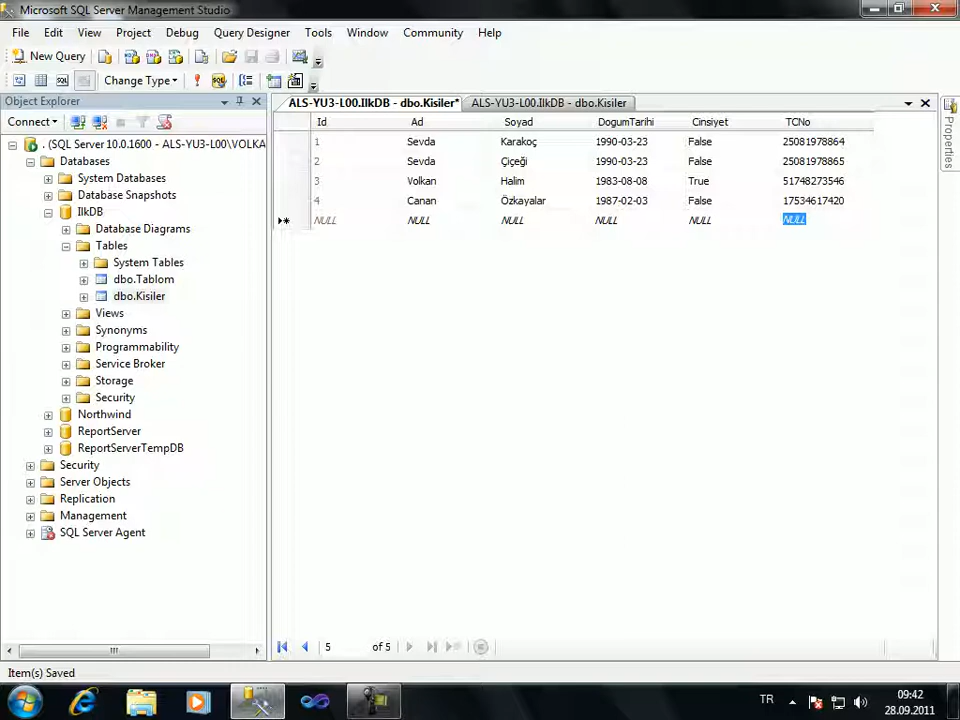 Microsoft SQL Server Management Studio
File Edit View Project Debug Query Designer Tools Window Community Help
New Query
Change Type
Object Explorer
Connect
. (SQL Server 10.0.1600 - ALS-YU3-L00\VOLKA
Databases
System Databases
Database Snapshots
IlkDB
Database Diagrams
Tables
System Tables
dbo.Tablom
dbo.Kisiler
Views
Synonyms
Programmability
Service Broker
Storage
Security
Northwind
ReportServer
ReportServerTempDB
Security
Server Objects
Replication
Management
SQL Server Agent
ALS-YU3-L00.IlkDB - dbo.Kisiler* ALS-YU3-L00.IlkDB - dbo.Kisiler
Id Ad Soyad DogumTarihi Cinsiyet TCNo
1 Sevda Karakoç 1990-03-23 False 25081978864
2 Sevda Çiçeği 1990-03-23 False 25081978865
3 Volkan Halim 1983-08-08 True 51748273546
4 Canan Özkayalar 1987-02-03 False 17534617420
NULL NULL NULL NULL NULL NULL
5 of 5
Properties
Item(s) Saved
TR
09:42
28.09.2011